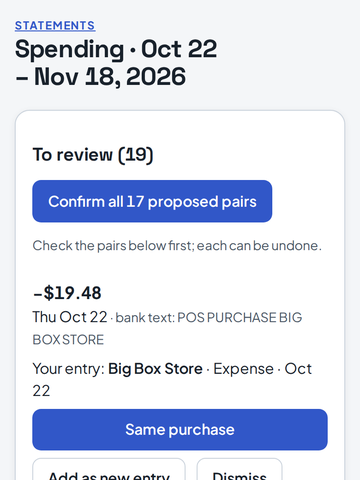 STATEMENTS
Spending · Oct 22
– Nov 18, 2026
To review (19)
Confirm all 17 proposed pairs
Check the pairs below first; each can be undone.
−$19.48
Thu Oct 22 · bank text: POS PURCHASE BIG
BOX STORE
Your entry: Big Box Store · Expense · Oct
22
Same purchase
Add as new entry
Dismiss